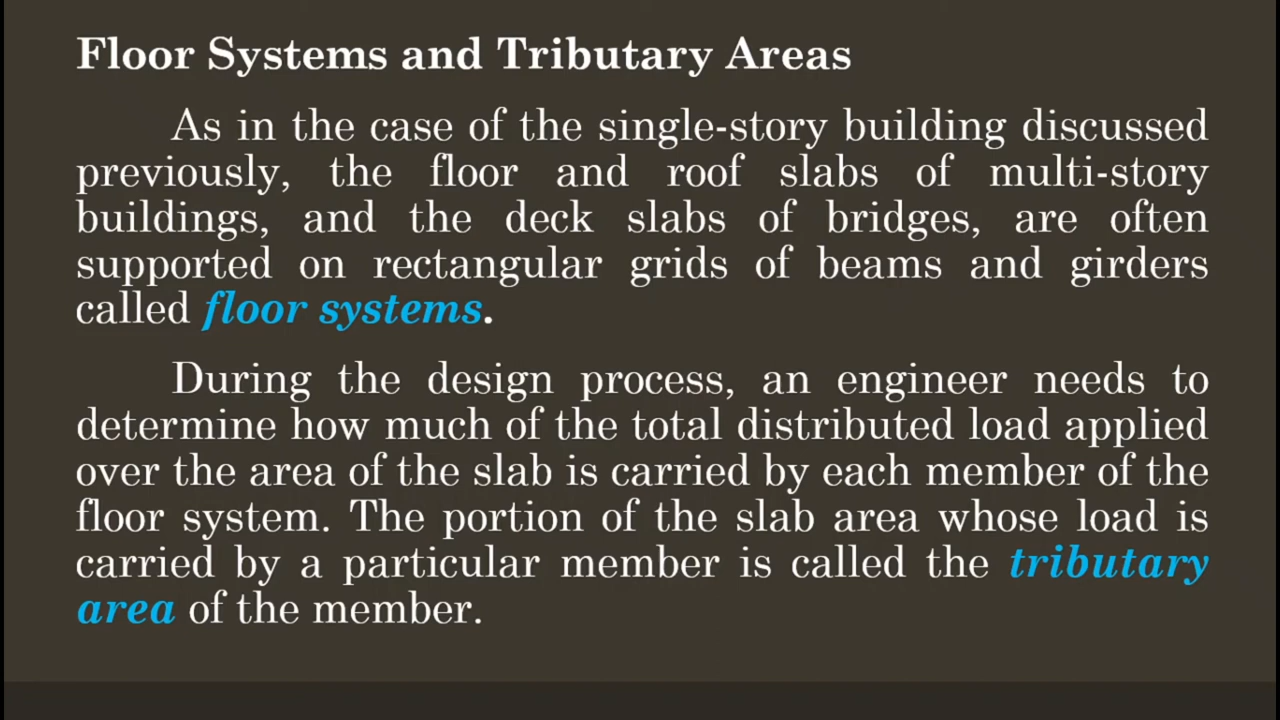 Floor Systems and Tributary Areas
As in the case of the single-story building discussed
previously, the floor and roof slabs of multi-story
buildings, and the deck slabs of bridges, are often
supported on rectangular grids of beams and girders
called floor systems.
During the design process, an engineer needs to
determine how much of the total distributed load applied
over the area of the slab is carried by each member of the
floor system. The portion of the slab area whose load is
carried by a particular member is called the tributary
area of the member.